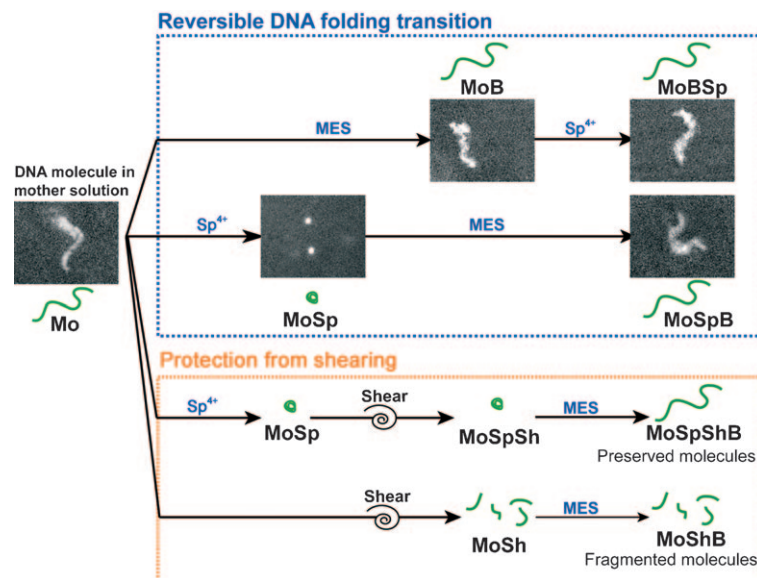 Reversible DNA folding transition
MoB
MoBSp
MES
Sp⁴⁺
DNA molecule in
mother solution
Mo
Sp⁴⁺
MES
MoSp
MoSpB
Protection from shearing
Sp⁴⁺
MoSp
Shear
MoSpSh
MES
MoSpShB
Preserved molecules
Shear
MoSh
MES
MoShB
Fragmented molecules